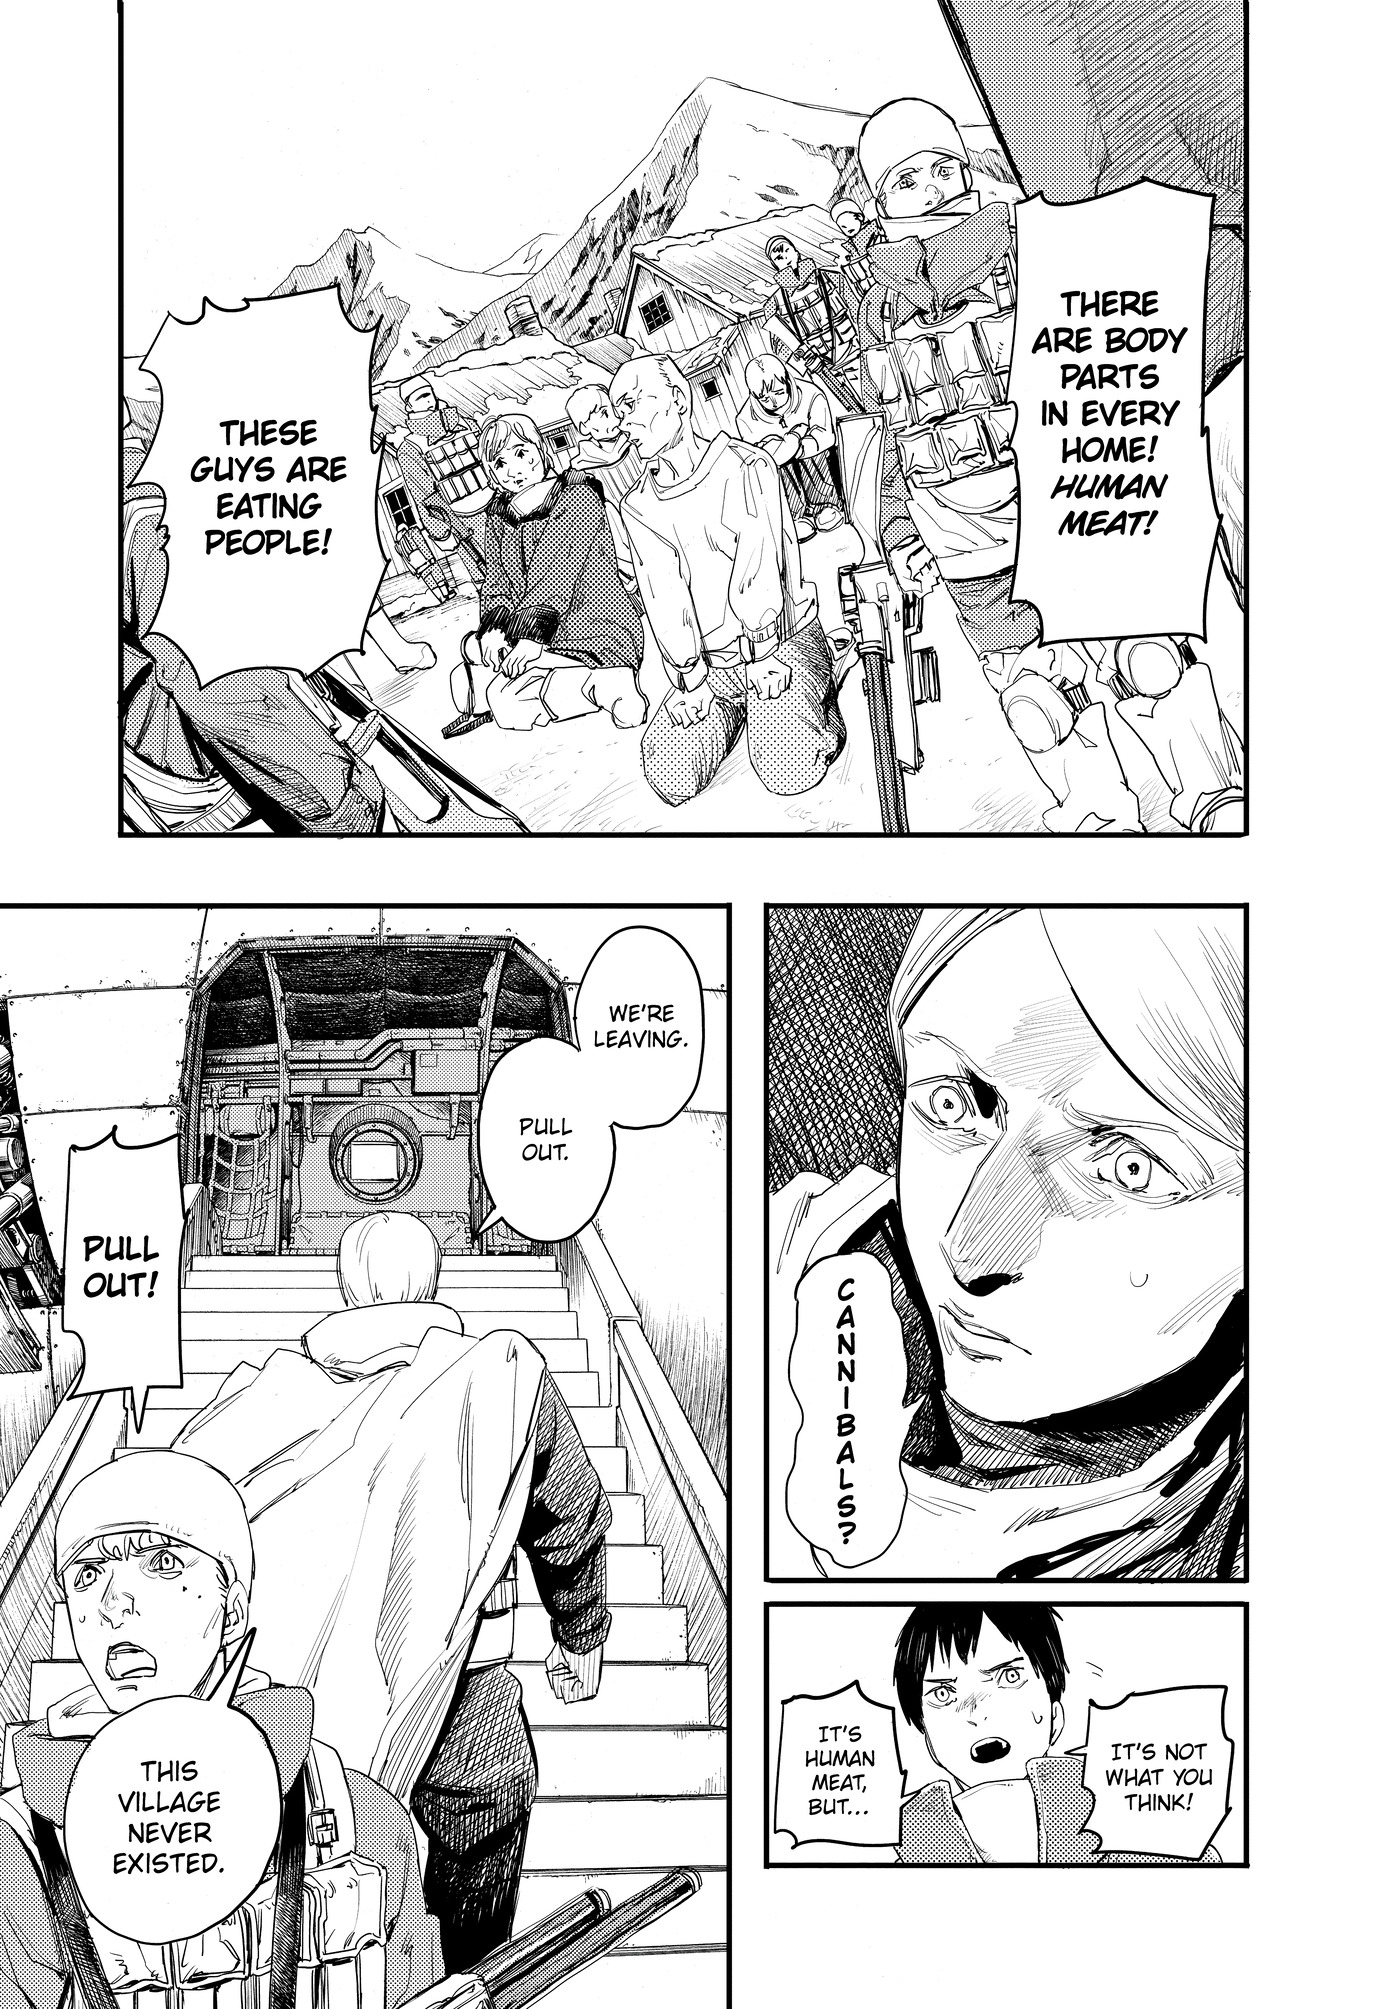 THERE
ARE BODY
PARTS
IN EVERY
HOME!
HUMAN
MEAT!
THESE
GUYS ARE
EATING
PEOPLE!
CANNIBALS?
IT'S NOT
WHAT YOU
THINK!
IT'S
HUMAN
MEAT,
BUT...
WE'RE
LEAVING.
PULL
OUT.
PULL
OUT!
THIS
VILLAGE
NEVER
EXISTED.